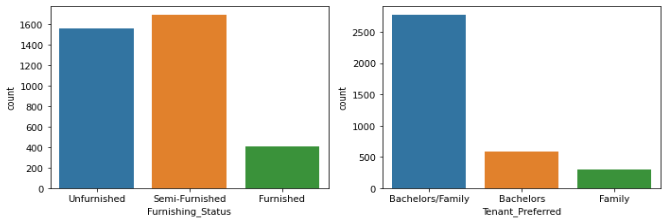 count
1600
1400
1200
1000
800
600
400
200
0
Unfurnished Semi-Furnished Furnished
Furnishing_Status
count
2500
2000
1500
1000
500
0
Bachelors/Family Bachelors Family
Tenant_Preferred